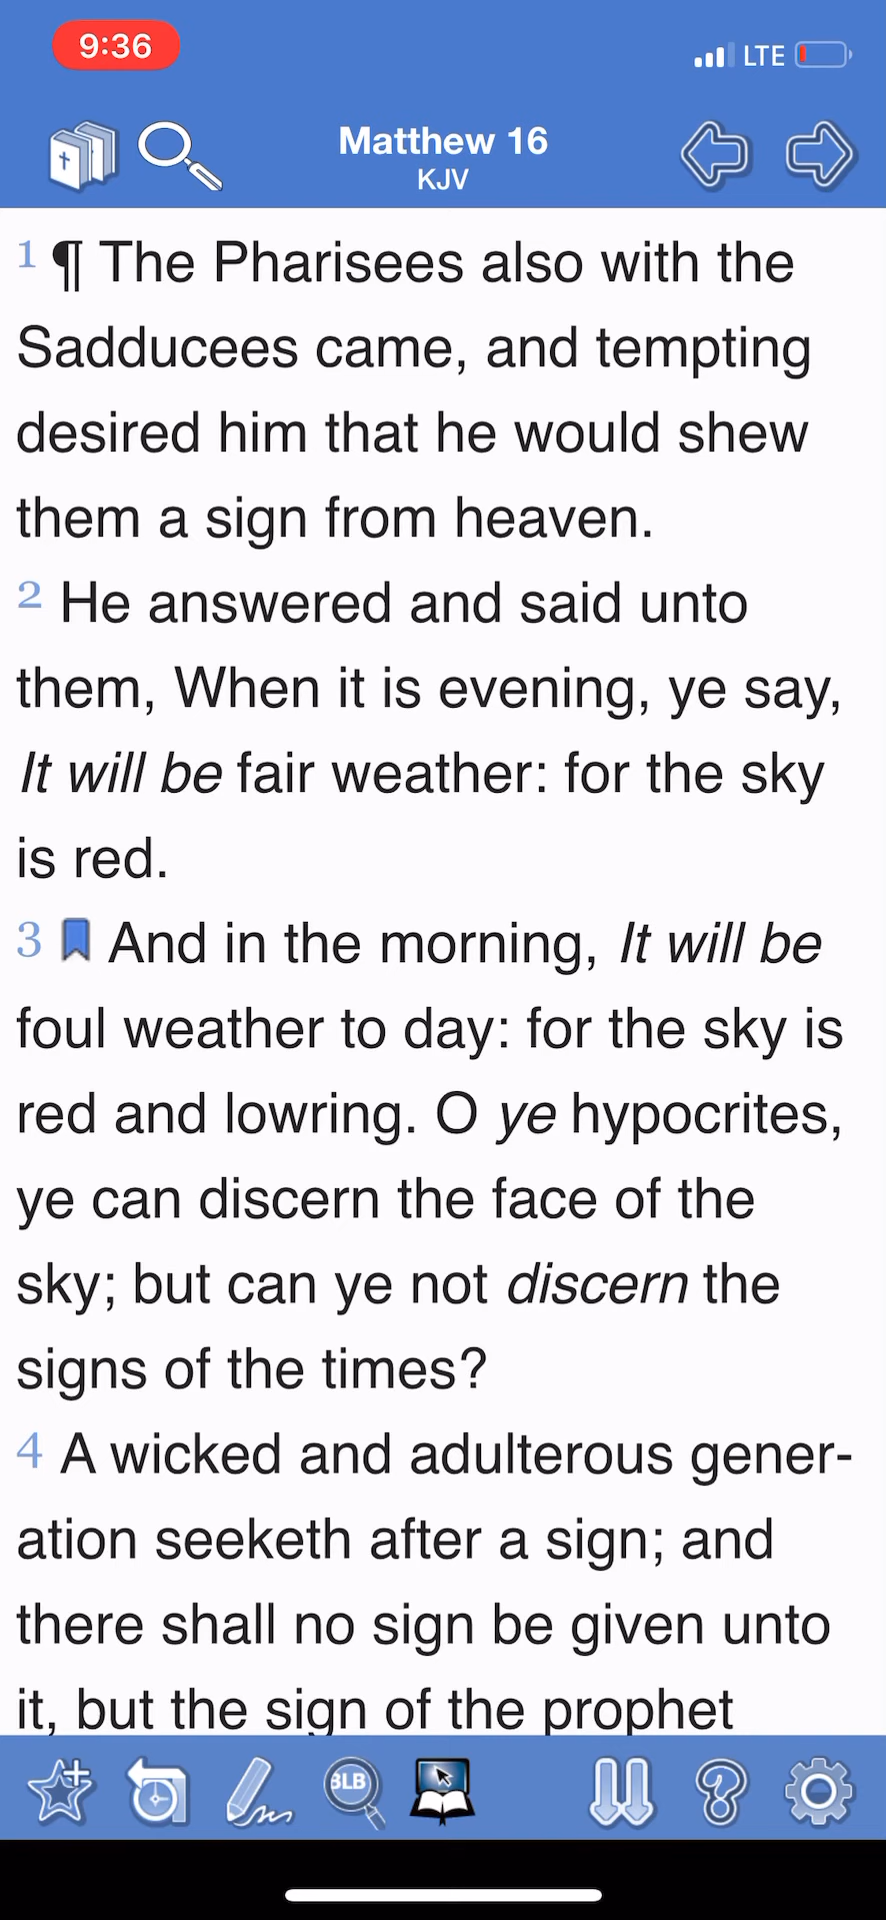 9:36
LTE
Matthew 16
KJV
1 ¶ The Pharisees also with the
Sadducees came, and tempting
desired him that he would shew
them a sign from heaven.
2 He answered and said unto
them, When it is evening, ye say,
It will be fair weather: for the sky
is red.
3 And in the morning, It will be
foul weather to day: for the sky is
red and lowring. O ye hypocrites,
ye can discern the face of the
sky; but can ye not discern the
signs of the times?
4 A wicked and adulterous gener-
ation seeketh after a sign; and
there shall no sign be given unto
it, but the sign of the prophet
BLB